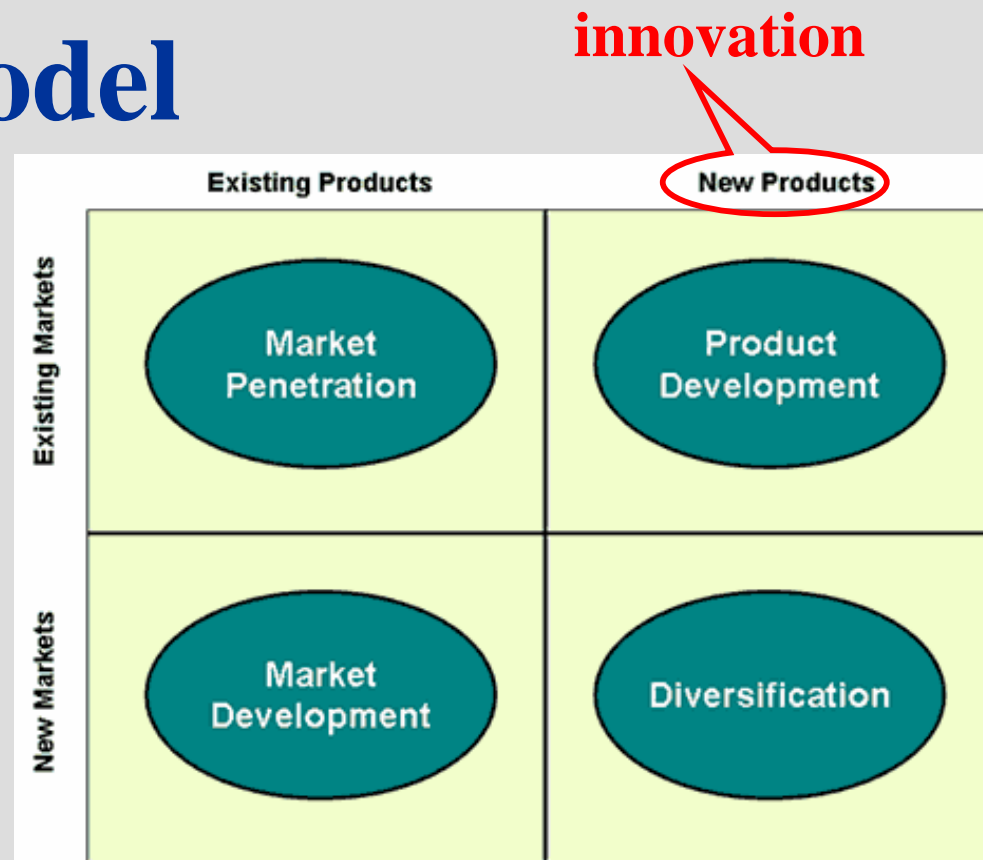 innovation
odel
Existing Products
New Products
Existing Markets
Market
Penetration
Product
Development
New Markets
Market
Development
Diversification